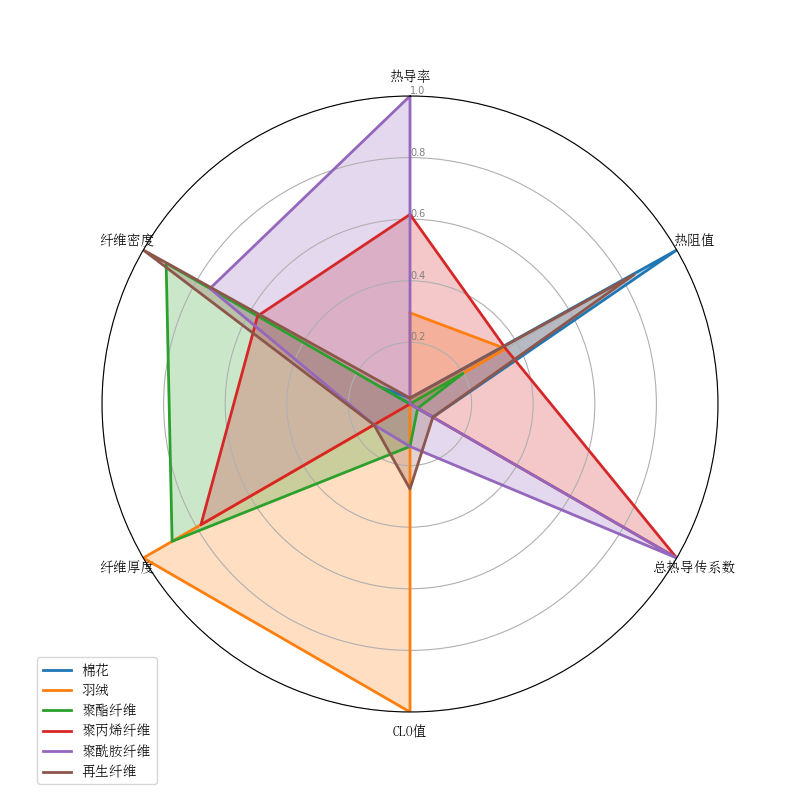 热导率
1.0
0.8
纤维密度
0.6
热阻值
0.4
0.2
纤维厚度
总热导传系数
CLO值
棉花
羽绒
聚酯纤维
聚丙烯纤维
聚酰胺纤维
再生纤维